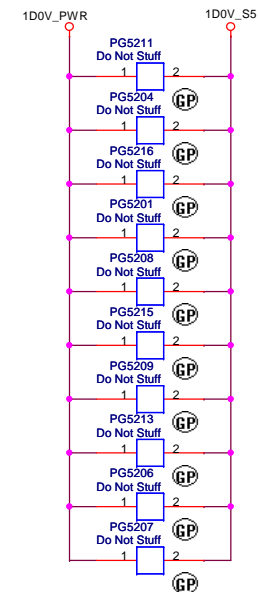 1D0V_PWR 1D0V_S5
PG5211
Do Not Stuff
1 2
GP
PG5204
Do Not Stuff
1 2
GP
PG5216
Do Not Stuff
1 2
GP
PG5201
Do Not Stuff
1 2
GP
PG5208
Do Not Stuff
1 2
GP
PG5215
Do Not Stuff
1 2
GP
PG5209
Do Not Stuff
1 2
GP
PG5213
Do Not Stuff
1 2
GP
PG5206
Do Not Stuff
1 2
GP
PG5207
Do Not Stuff
1 2
GP